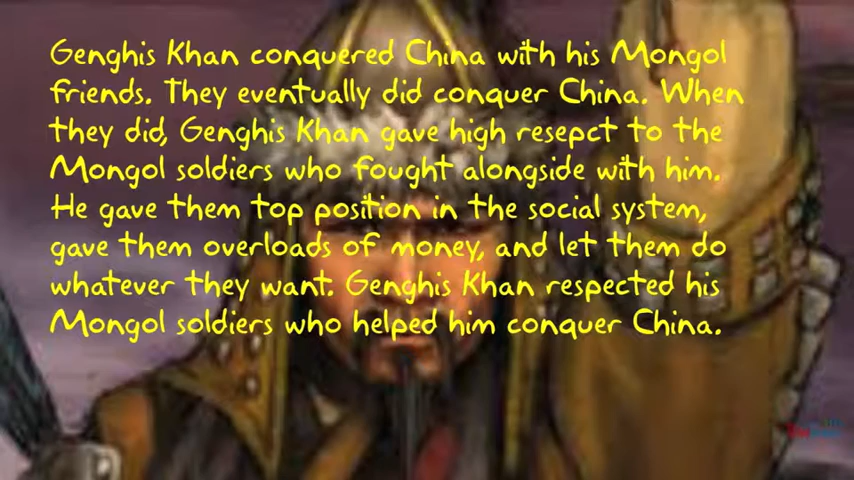 Genghis Khan conquered China with his Mongol
friends. They eventually did conquer China. When
they did, Genghis Khan gave high resepct to the
Mongol soldiers who fought alongside with him.
He gave them top position in the social system,
gave them overloads of money, and let them do
whatever they want. Genghis Khan respected his
Mongol soldiers who helped him conquer China.